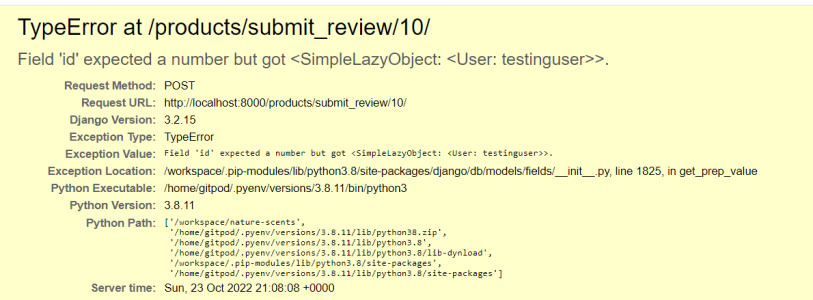 TypeError at /products/submit_review/10/
Field 'id' expected a number but got <SimpleLazyObject: <User: testinguser>>.
Request Method: POST
Request URL: http://localhost:8000/products/submit_review/10/
Django Version: 3.2.15
Exception Type: TypeError
Exception Value: Field 'id' expected a number but got <SimpleLazyObject: <User: testinguser>>.
Exception Location: /workspace/.pip-modules/lib/python3.8/site-packages/django/db/models/fields/__init__.py, line 1825, in get_prep_value
Python Executable: /home/gitpod/.pyenv/versions/3.8.11/bin/python3
Python Version: 3.8.11
Python Path: ['/workspace/nature-scents',
'/home/gitpod/.pyenv/versions/3.8.11/lib/python38.zip',
'/home/gitpod/.pyenv/versions/3.8.11/lib/python3.8',
'/home/gitpod/.pyenv/versions/3.8.11/lib/python3.8/lib-dynload',
'/workspace/.pip-modules/lib/python3.8/site-packages',
'/home/gitpod/.pyenv/versions/3.8.11/lib/python3.8/site-packages']
Server time: Sun, 23 Oct 2022 21:08:08 +0000